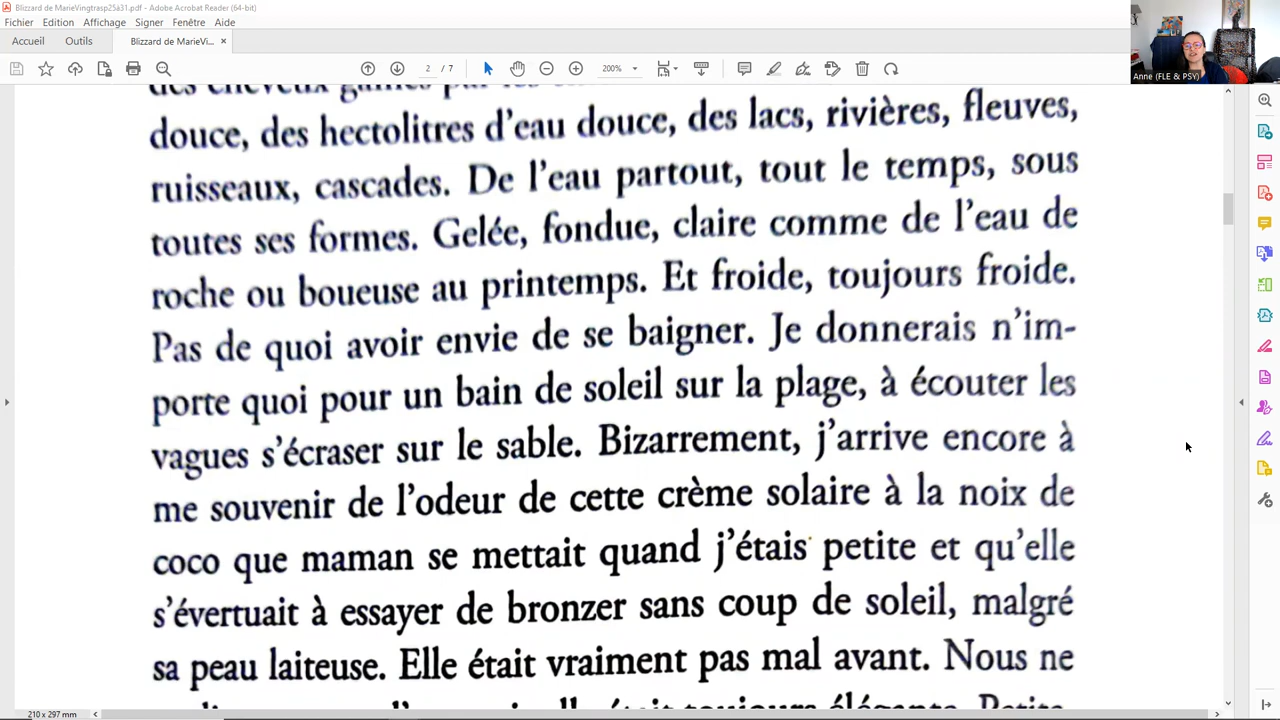 Blizzard de MarieVingtrasp25à31.pdf - Adobe Acrobat Reader (64-bit)
Fichier Edition Affichage Signer Fenêtre Aide
Accueil Outils Blizzard de MarieVi... ×
2 / 7 200%
Anne (FLE & PSY)
douce, des hectolitres d'eau douce, des lacs, rivières, fleuves,
ruisseaux, cascades. De l'eau partout, tout le temps, sous
toutes ses formes. Gelée, fondue, claire comme de l'eau de
roche ou boueuse au printemps. Et froide, toujours froide.
Pas de quoi avoir envie de se baigner. Je donnerais n'im-
porte quoi pour un bain de soleil sur la plage, à écouter les
vagues s'écraser sur le sable. Bizarrement, j'arrive encore à
me souvenir de l'odeur de cette crème solaire à la noix de
coco que maman se mettait quand j'étais petite et qu'elle
s'évertuait à essayer de bronzer sans coup de soleil, malgré
sa peau laiteuse. Elle était vraiment pas mal avant. Nous ne
210 x 297 mm